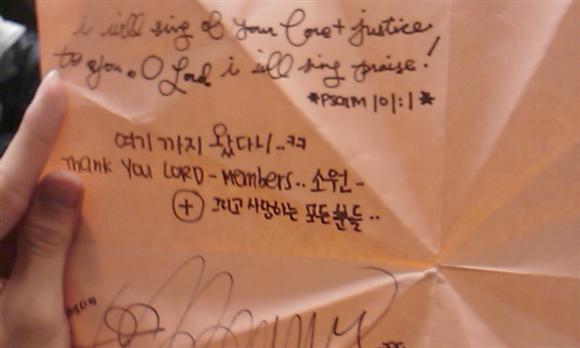 i will sing of your love + justice
to you. O Lord i will sing praise!
*PSalM 101:1*
여기 까지 왔다니..ㅋㅋ
Thank You LORD - Members.. 소원 -
+ 그리고 사랑하는 모든 분들..